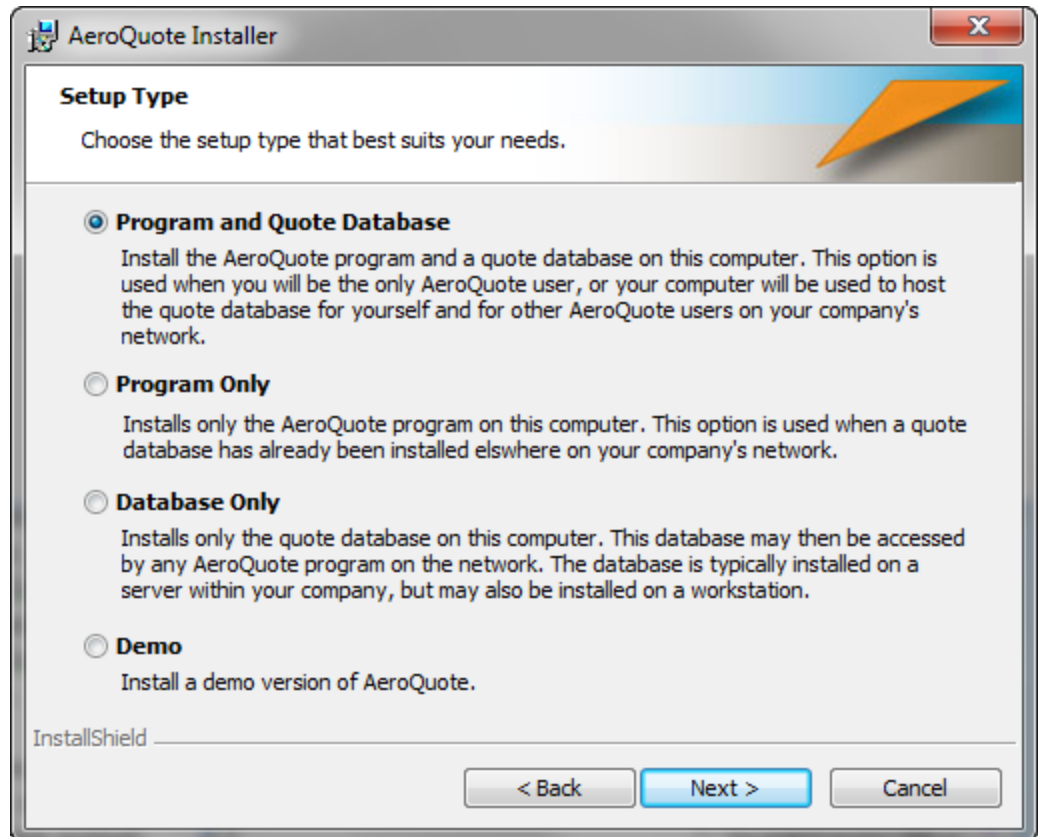 AeroQuote Installer
Setup Type
Choose the setup type that best suits your needs.
Program and Quote Database
Install the AeroQuote program and a quote database on this computer. This option is
used when you will be the only AeroQuote user, or your computer will be used to host
the quote database for yourself and for other AeroQuote users on your company's
network.
Program Only
Installs only the AeroQuote program on this computer. This option is used when a quote
database has already been installed elswhere on your company's network.
Database Only
Installs only the quote database on this computer. This database may then be accessed
by any AeroQuote program on the network. The database is typically installed on a
server within your company, but may also be installed on a workstation.
Demo
Install a demo version of AeroQuote.
InstallShield
< Back Next > Cancel